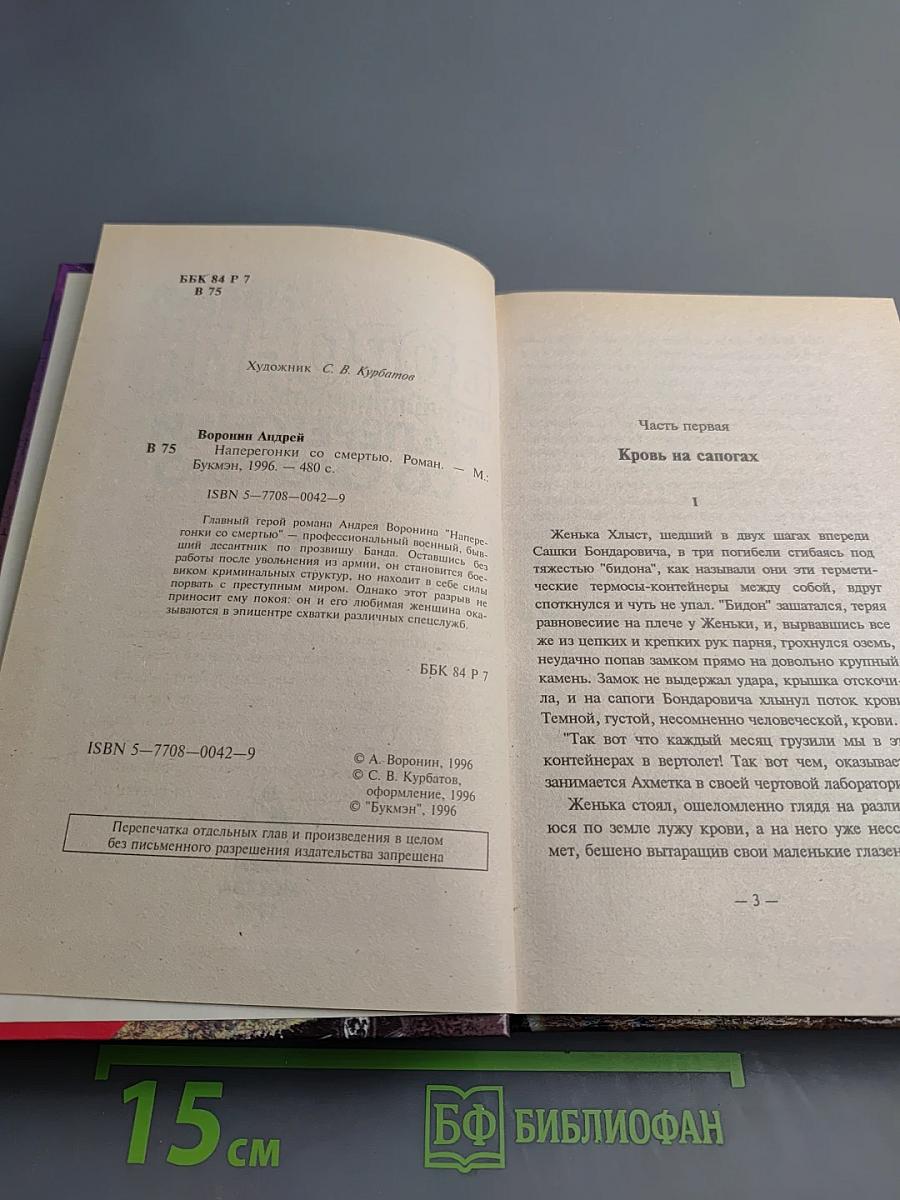 ББК 84 Р 7
В 75
Художник С. В. Курбатов
Воронин Андрей
В 75 Наперегонки со смертью. Роман. — М.:
Букмэн, 1996. — 480 с.
ISBN 5—7708—0042—9
Главный герой романа Андрея Воронина "Напере-
гонки со смертью" — профессиональный военный, быв-
ший десантник по прозвищу Банда. Оставшись без
работы после увольнения из армии, он становится бое-
виком криминальных структур, но находит в себе силы
порвать с преступным миром. Однако этот разрыв не
приносит ему покоя: он и его любимая женщина ока-
зываются в эпицентре схватки различных спецслужб.
ББК 84 Р 7
ISBN 5—7708—0042—9
© А. Воронин, 1996
© С. В. Курбатов,
оформление, 1996
© "Букмэн", 1996
Перепечатка отдельных глав и произведения в целом
без письменного разрешения издательства запрещена
Часть первая
Кровь на сапогах
I
Женька Хлыст, шедший в двух шагах впереди
Сашки Бондаровича, в три погибели сгибаясь под
тяжестью "бидона", как называли они эти гермети-
ческие термосы-контейнеры между собой, вдруг
споткнулся и чуть не упал. "Бидон" зашатался, теряя
равновесиие на плече у Женьки, и, вырвавшись все
же из цепких и крепких рук парня, грохнулся оземь,
неудачно попав замком прямо на довольно крупный
камень. Замок не выдержал удара, крышка отскочи-
ла, и на сапоги Бондаровича хлынул поток крови
Темной, густой, несомненно человеческой, крови.
"Так вот что каждый месяц грузили мы в э
контейнерах в вертолет! Так вот чем, оказывае
занимается Ахметка в своей чертовой лаборатори
Женька стоял, ошеломленно глядя на разли
юся по земле лужу крови, а на него уже несс
мет, бешено вытаращив свои маленькие глазен
— 3 —
15 см
БФ БИБЛИОФАН